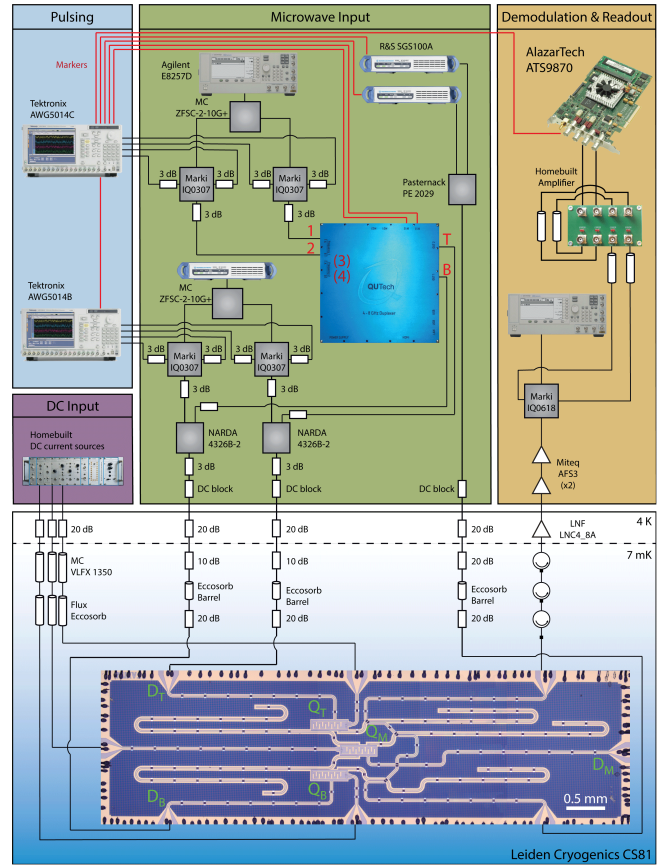 Pulsing
Microwave Input
Demodulation & Readout
Markers
Agilent
E8257D
R&S SGS100A
AlazarTech
ATS9870
MC
ZFSC-2-10G+
Tektronix
AWG5014C
3 dB
Marki
IQ0307
3 dB
3 dB
Marki
IQ0307
3 dB
3 dB
3 dB
Pasternack
PE 2029
Homebuilt
Amplifier
1
2
(3)
(4)
T
B
QuTech
MC
ZFSC-2-10G+
Tektronix
AWG5014B
3 dB
Marki
IQ0307
3 dB
3 dB
Marki
IQ0307
3 dB
3 dB
3 dB
Marki
IQ0618
DC Input
Homebuilt
DC current sources
NARDA
4326B-2
NARDA
4326B-2
3 dB
3 dB
Miteq
AFS3
(x2)
DC block
DC block
DC block
20 dB
20 dB
20 dB
20 dB
LNF
LNC4_8A
4 K
7 mK
MC
VLFX 1350
10 dB
10 dB
20 dB
Flux
Eccosorb
Eccosorb
Barrel
Eccosorb
Barrel
Eccosorb
Barrel
20 dB
20 dB
20 dB
D_T
Q_T
Q_M
D_M
D_B
Q_B
0.5 mm
Leiden Cryogenics CS81